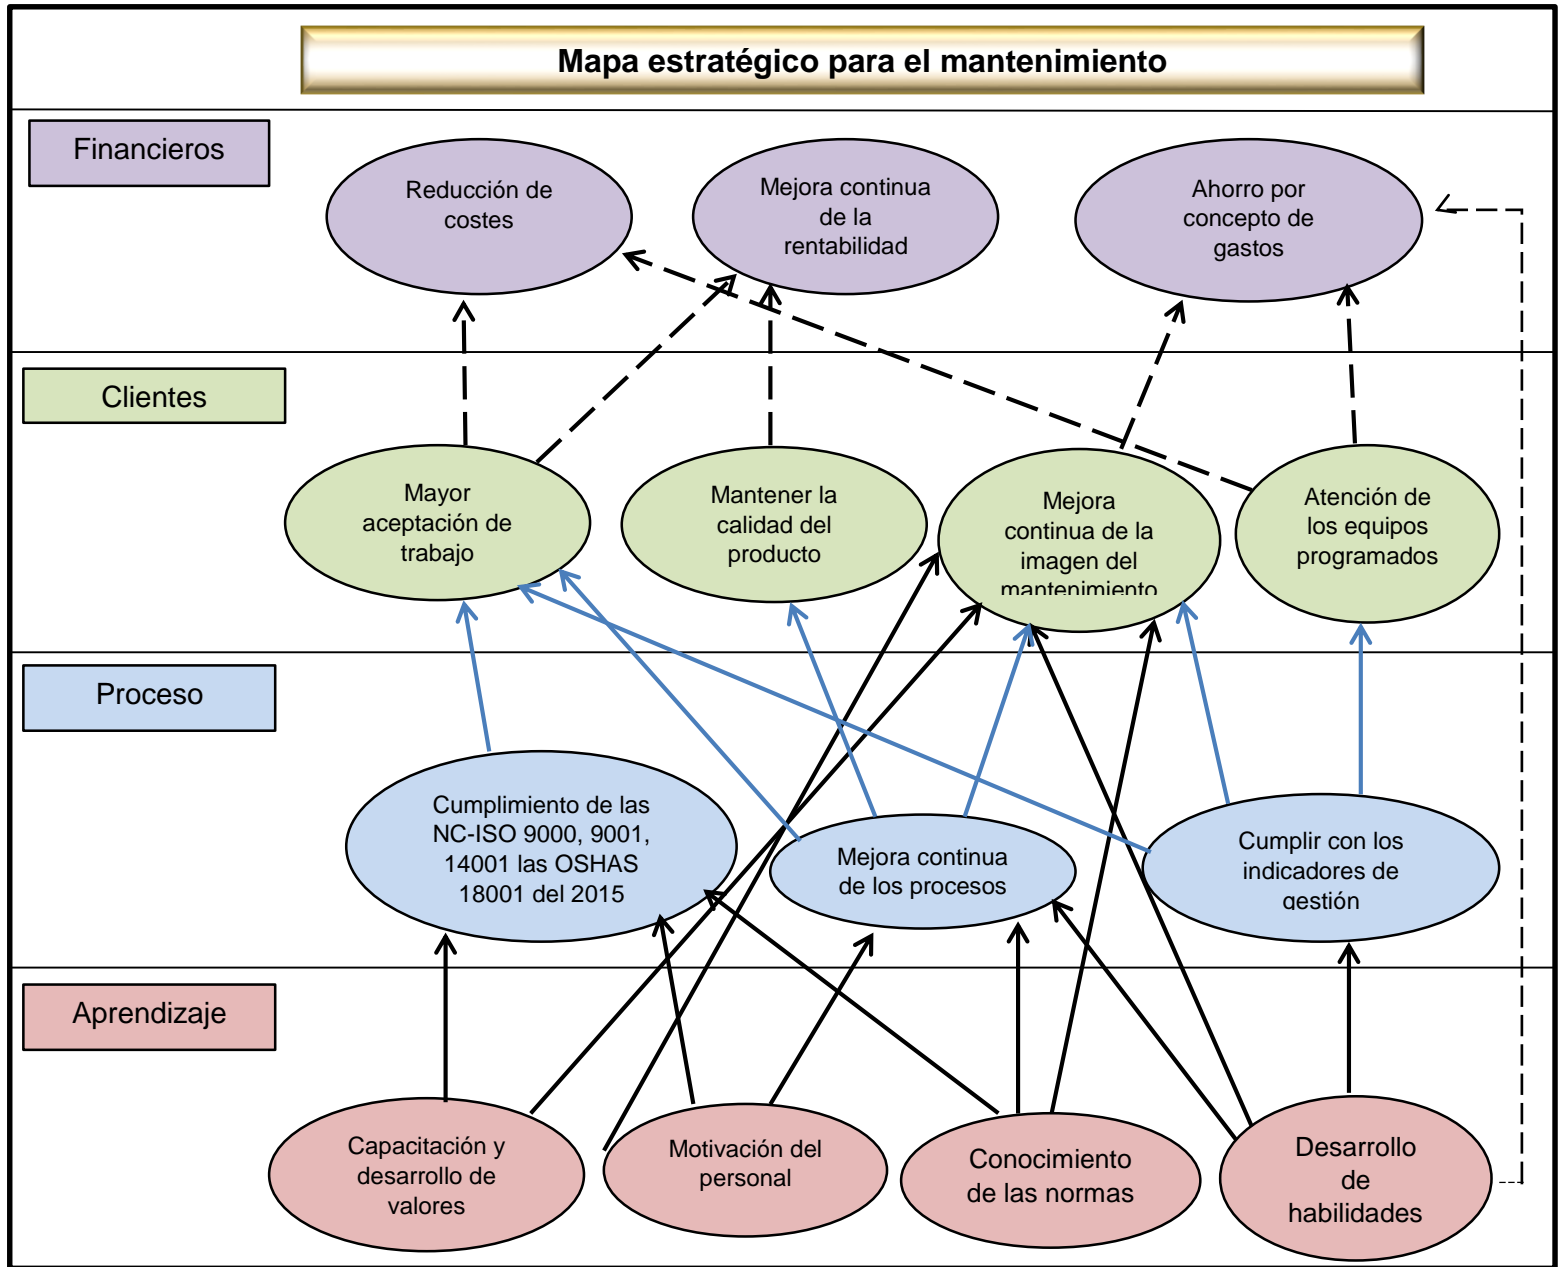 Mapa estratégico para el mantenimiento
Financieros
Reducción de
costes
Mejora continua
de la
rentabilidad
Ahorro por
concepto de
gastos
Clientes
Mayor
aceptación de
trabajo
Mantener la
calidad del
producto
Mejora
continua de la
imagen del
mantenimiento
Atención de
los equipos
programados
Proceso
Cumplimiento de las
NC-ISO 9000, 9001,
14001 las OSHAS
18001 del 2015
Mejora continua
de los procesos
Cumplir con los
indicadores de
gestión
Aprendizaje
Capacitación y
desarrollo de
valores
Motivación del
personal
Conocimiento
de las normas
Desarrollo
de
habilidades